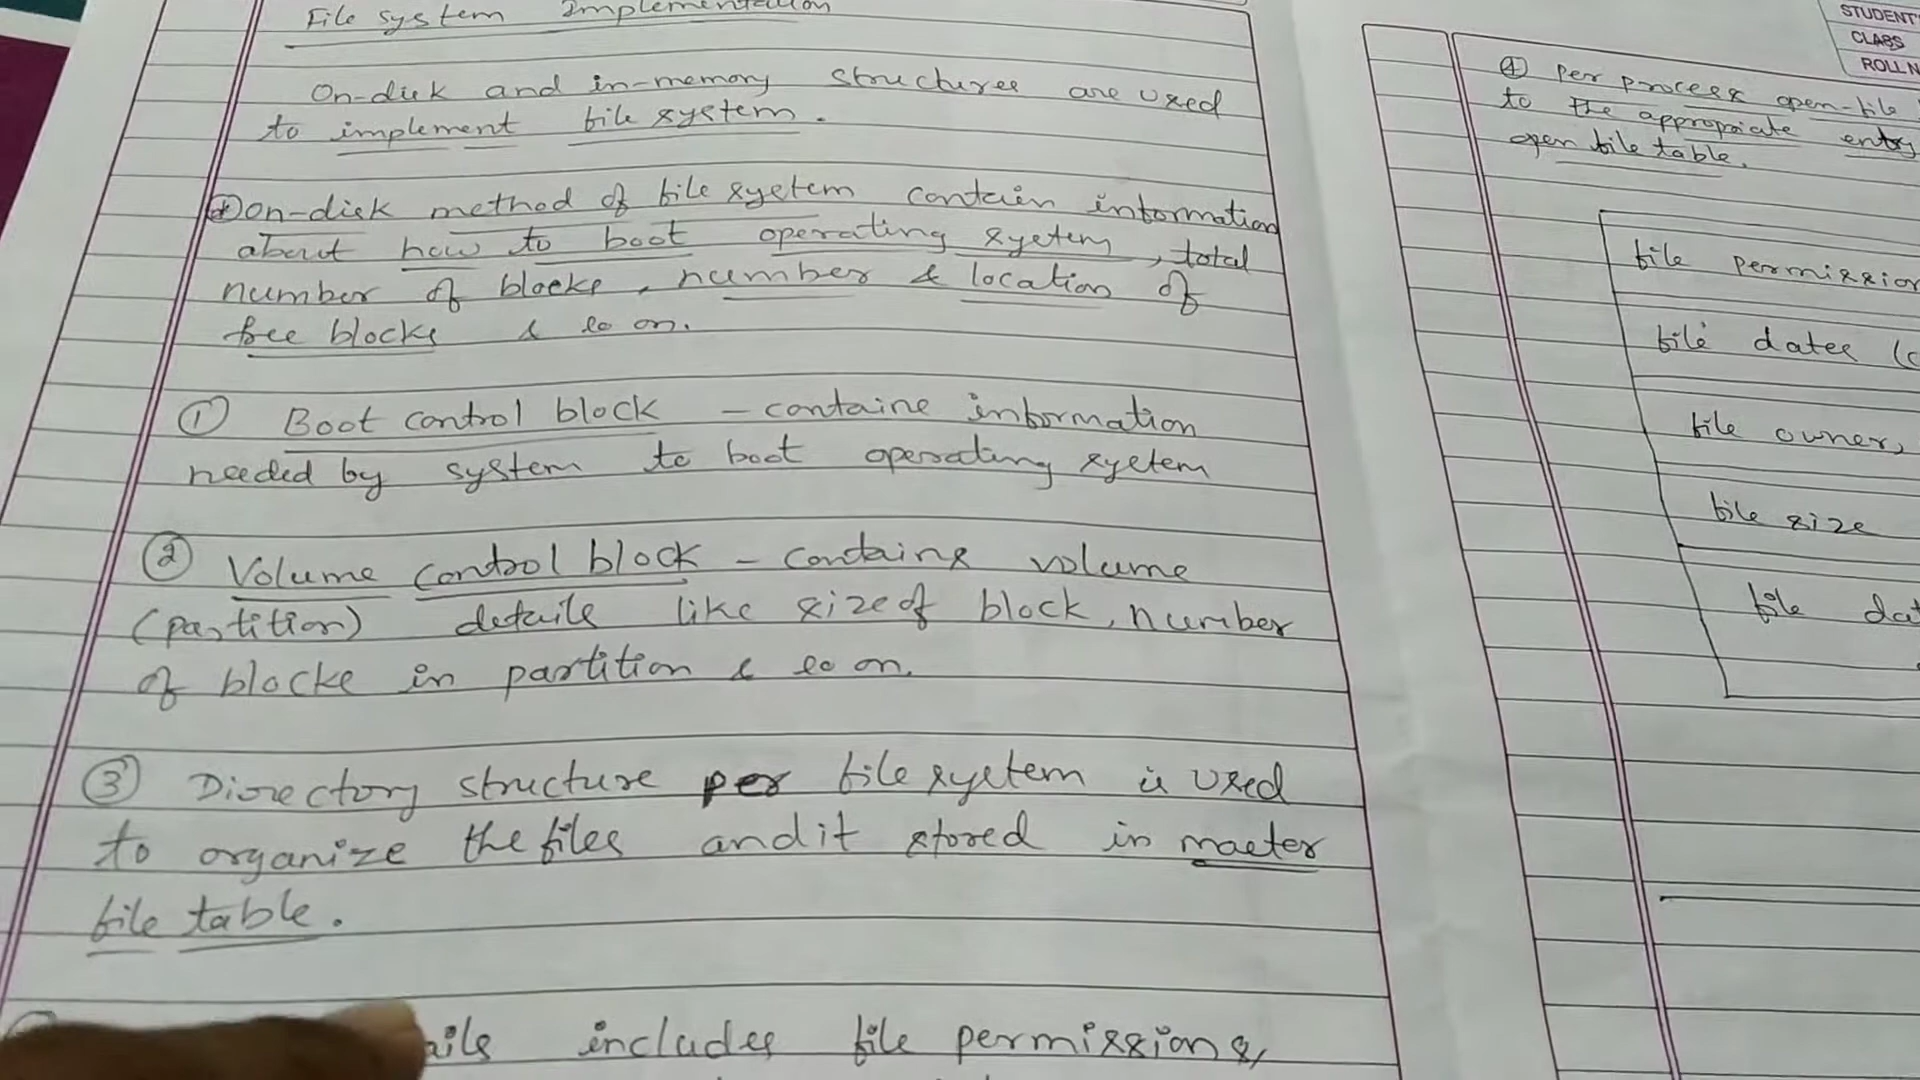 File system Implementation
On-disk and in-memory structures are used
to implement file system.
on-disk method of file system contain information
about how to boot operating system, total
number of blocks, number & location of
free blocks & so on.
① Boot control block - contains information
needed by system to boot operating system
② Volume control block - contains volume
(partition) details like size of block, number
of blocks in partition & so on.
③ Directory structure per file system is used
to organize the files and it stored in master
file table.
includes file permissions,
STUDENT'
CLASS
ROLL N
④ Per process open-file
to the appropriate entry
open file table.
file permission
file dates (c
file owner,
file size
file dat